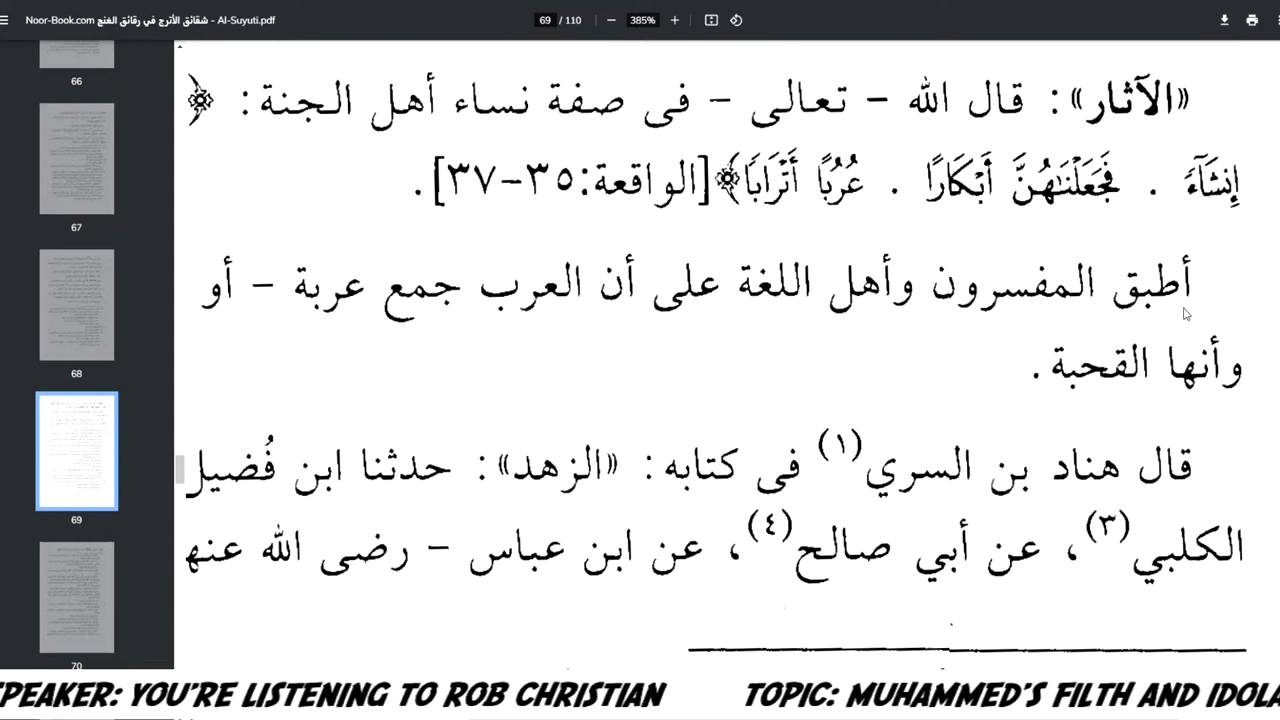 Noor-Book.com شقائق الأترج في رقائق الغنج - Al-Suyuti.pdf
69 / 110
385%
66
67
68
69
70
«الآثار» : قال الله – تعالى – فى صفة نساء أهل الجنة : ﴿
إِنشَآءً . فَجَعَلْنَٰهُنَّ أَبْكَارًا . عُرُبًا أَتْرَابًا﴾ [الواقعة:٣٥-٣٧] .
أطبق المفسرون وأهل اللغة على أن العرب جمع عربة – أو
وأنها القحبة .
قال هناد بن السري(١) فى كتابه : «الزهد» : حدثنا ابن فُضيل
الكلبي(٣) ، عن أبي صالح(٤) ، عن ابن عباس – رضى الله عنه
SPEAKER: YOU'RE LISTENING TO ROB CHRISTIAN TOPIC: MUHAMMED'S FILTH AND IDOLA